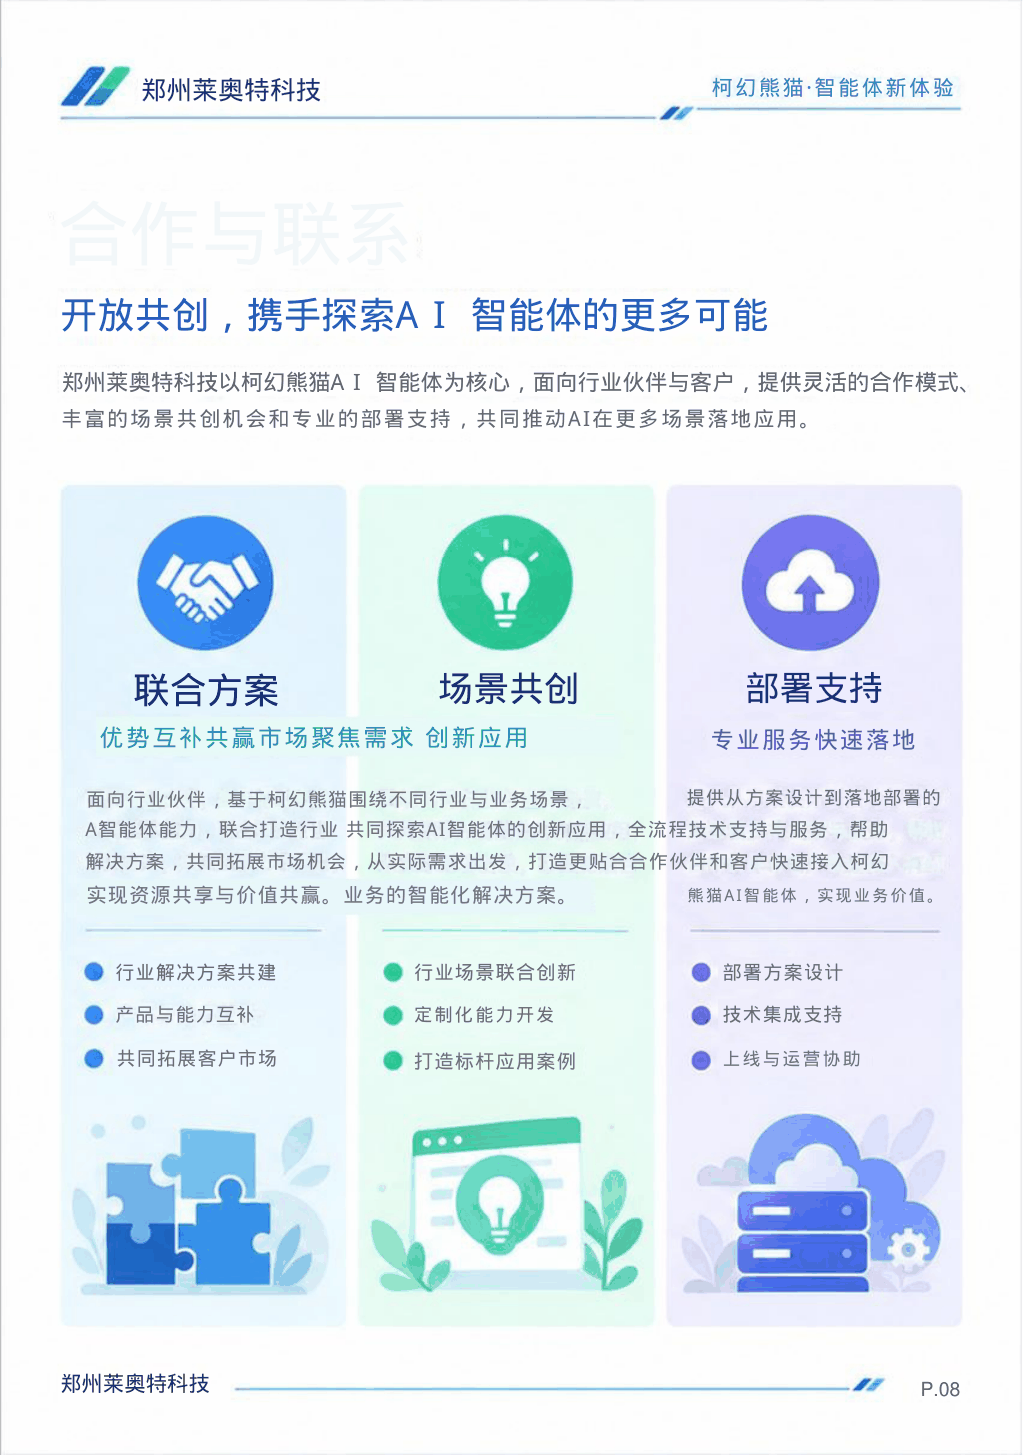 郑州莱奥特科技
柯幻熊猫·智能体新体验
合作与联系
开放共创，携手探索AI 智能体的更多可能
郑州莱奥特科技以柯幻熊猫AI 智能体为核心，面向行业伙伴与客户，提供灵活的合作模式、
丰富的场景共创机会和专业的部署支持，共同推动AI在更多场景落地应用。
联合方案
场景共创
部署支持
优势互补共赢市场聚焦需求 创新应用
专业服务快速落地
面向行业伙伴，基于柯幻熊猫围绕不同行业与业务场景，
提供从方案设计到落地部署的
A智能体能力，联合打造行业 共同探索AI智能体的创新应用，全流程技术支持与服务，帮助
解决方案，共同拓展市场机会，从实际需求出发，打造更贴合合作伙伴和客户快速接入柯幻
实现资源共享与价值共赢。业务的智能化解决方案。
熊猫AI智能体，实现业务价值。
行业解决方案共建
产品与能力互补
共同拓展客户市场
行业场景联合创新
定制化能力开发
打造标杆应用案例
部署方案设计
技术集成支持
上线与运营协助
郑州莱奥特科技
P.08